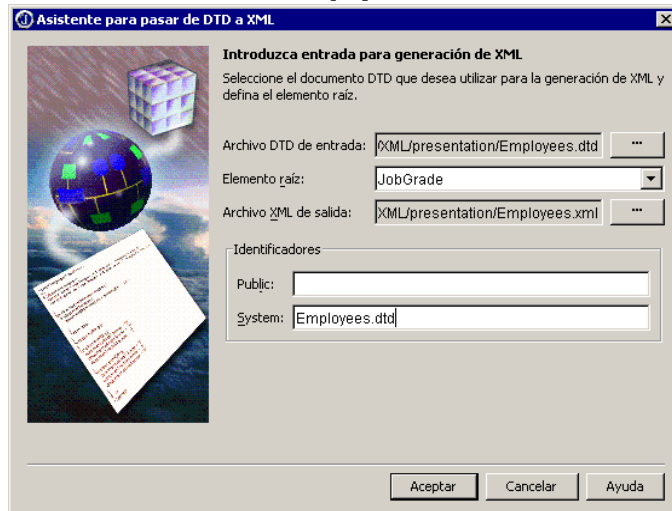 Asistente para pasar de DTD a XML
Introduzca entrada para generación de XML
Seleccione el documento DTD que desea utilizar para la generación de XML y
defina el elemento raíz.
Archivo DTD de entrada: /XML/presentation/Employees.dtd ...
Elemento raíz: JobGrade
Archivo XML de salida: XML/presentation/Employees.xml ...
Identificadores
Public:
System: Employees.dtd
Aceptar Cancelar Ayuda